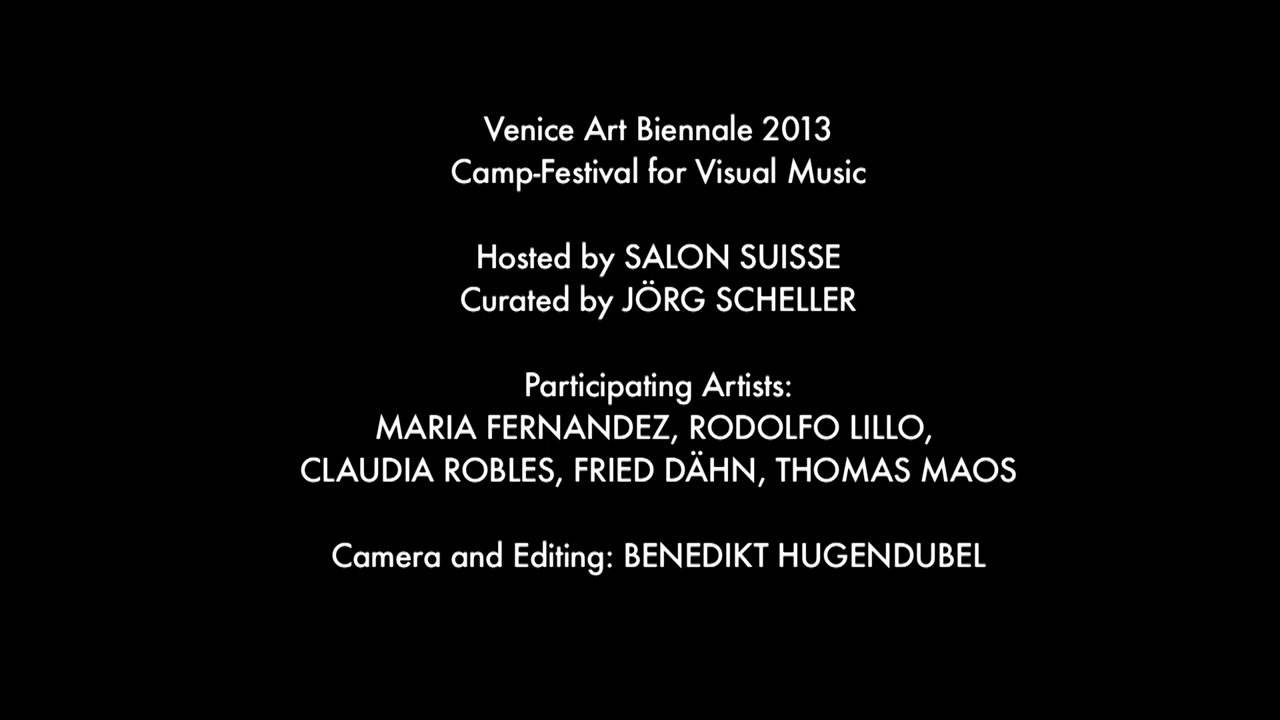 Venice Art Biennale 2013
Camp-Festival for Visual Music
Hosted by SALON SUISSE
Curated by JÖRG SCHELLER
Participating Artists:
MARIA FERNANDEZ, RODOLFO LILLO,
CLAUDIA ROBLES, FRIED DÄHN, THOMAS MAOS
Camera and Editing: BENEDIKT HUGENDUBEL